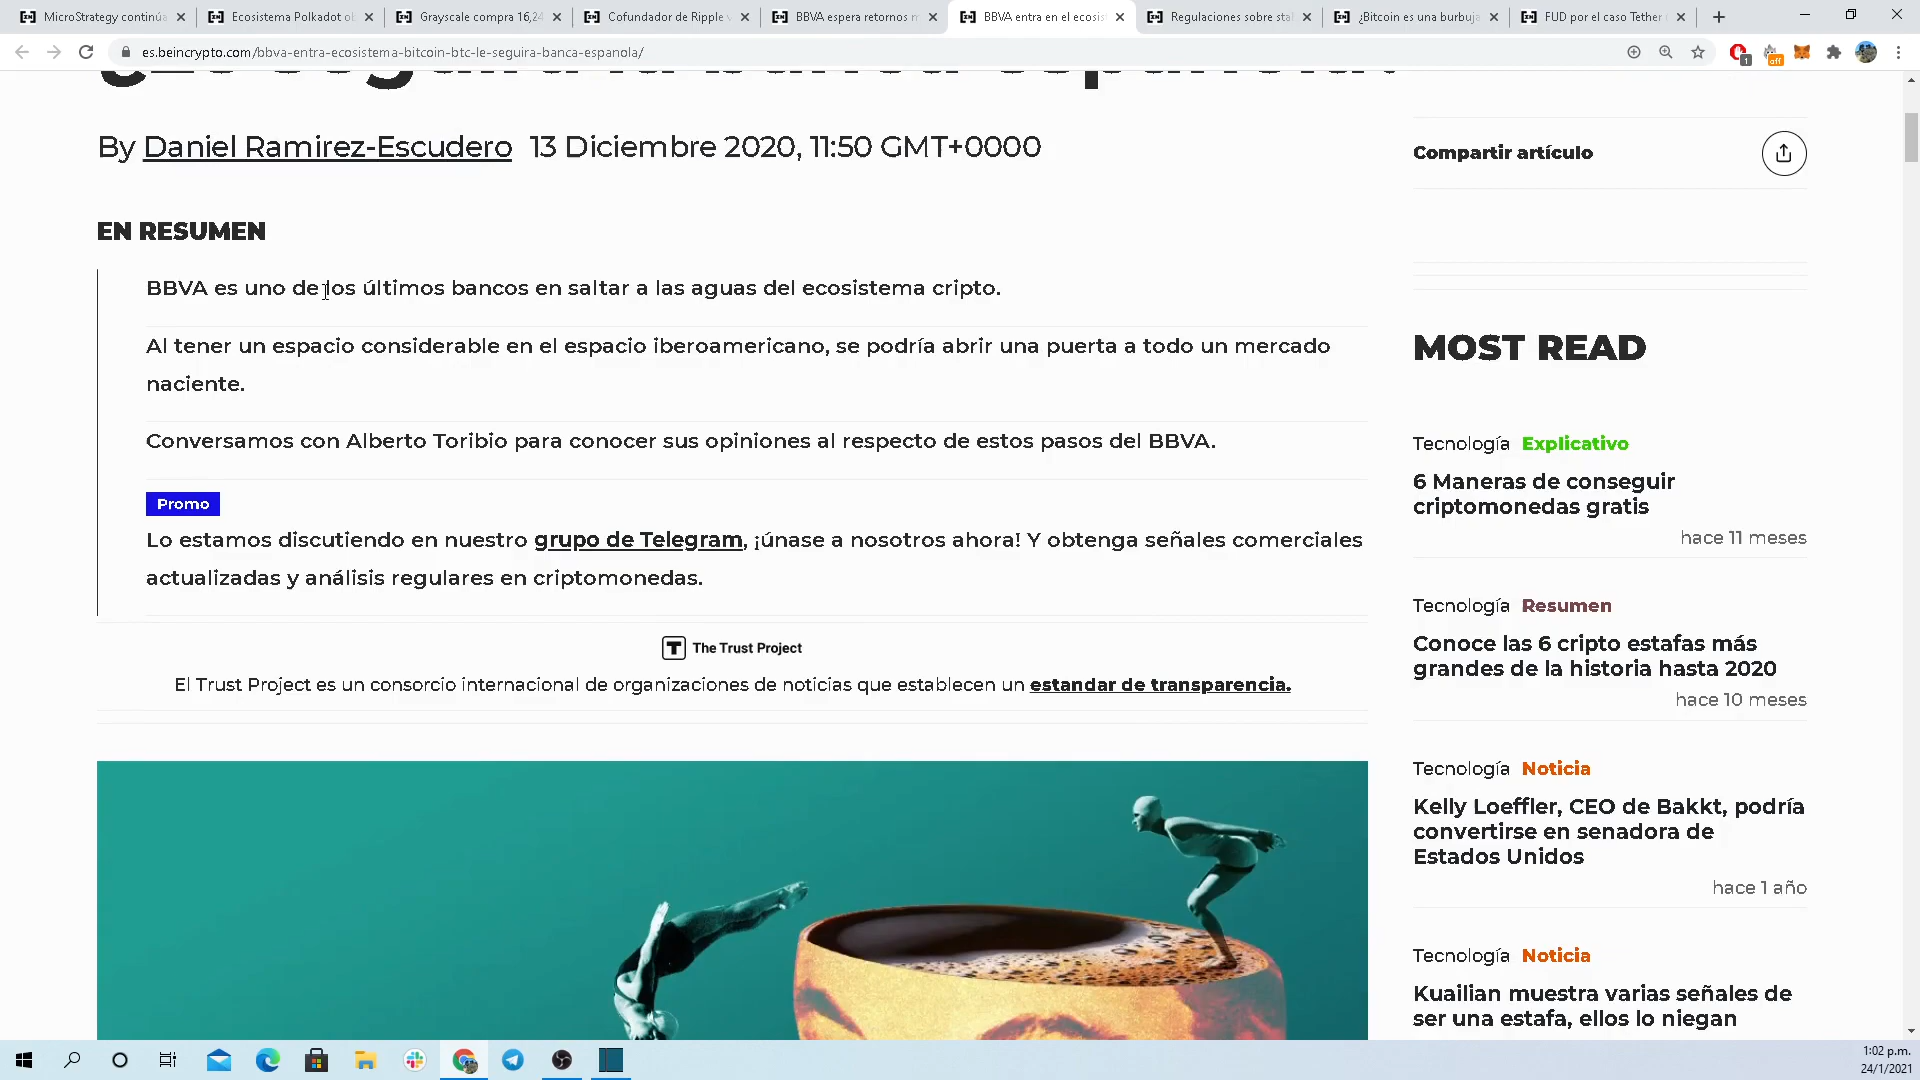 MicroStrategy continúa
Ecosistema Polkadot ob
Grayscale compra 16,24
Cofundador de Ripple v
BBVA espera retornos m
BBVA entra en el ecosis
Regulaciones sobre stab
¿Bitcoin es una burbuja
FUD por el caso Tether
es.beincrypto.com/bbva-entra-ecosistema-bitcoin-btc-le-seguira-banca-espanola/
1
off
By Daniel Ramirez-Escudero 13 Diciembre 2020, 11:50 GMT+0000
EN RESUMEN
BBVA es uno de los últimos bancos en saltar a las aguas del ecosistema cripto.
Al tener un espacio considerable en el espacio iberoamericano, se podría abrir una puerta a todo un mercado
naciente.
Conversamos con Alberto Toribio para conocer sus opiniones al respecto de estos pasos del BBVA.
Promo
Lo estamos discutiendo en nuestro grupo de Telegram, ¡únase a nosotros ahora! Y obtenga señales comerciales
actualizadas y análisis regulares en criptomonedas.
T The Trust Project
El Trust Project es un consorcio internacional de organizaciones de noticias que establecen un estandar de transparencia.
Compartir artículo
MOST READ
Tecnología Explicativo
6 Maneras de conseguir
criptomonedas gratis
hace 11 meses
Tecnología Resumen
Conoce las 6 cripto estafas más
grandes de la historia hasta 2020
hace 10 meses
Tecnología Noticia
Kelly Loeffler, CEO de Bakkt, podría
convertirse en senadora de
Estados Unidos
hace 1 año
Tecnología Noticia
Kuailian muestra varias señales de
ser una estafa, ellos lo niegan
1:02 p.m.
24/1/2021